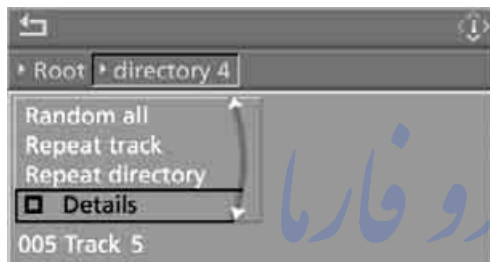 Root directory 4
Random all
Repeat track
Repeat directory
Details
005 Track 5